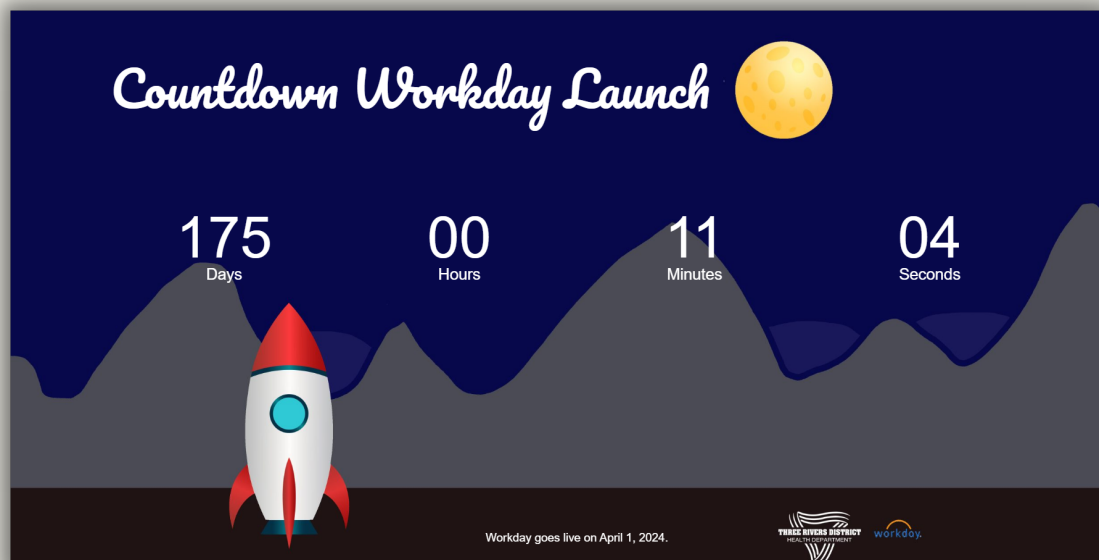 Countdown Workday Launch
175 00 11 04
Days Hours Minutes Seconds
Workday goes live on April 1, 2024.
THREE RIVERS DISTRICT
HEALTH DEPARTMENT
workday.